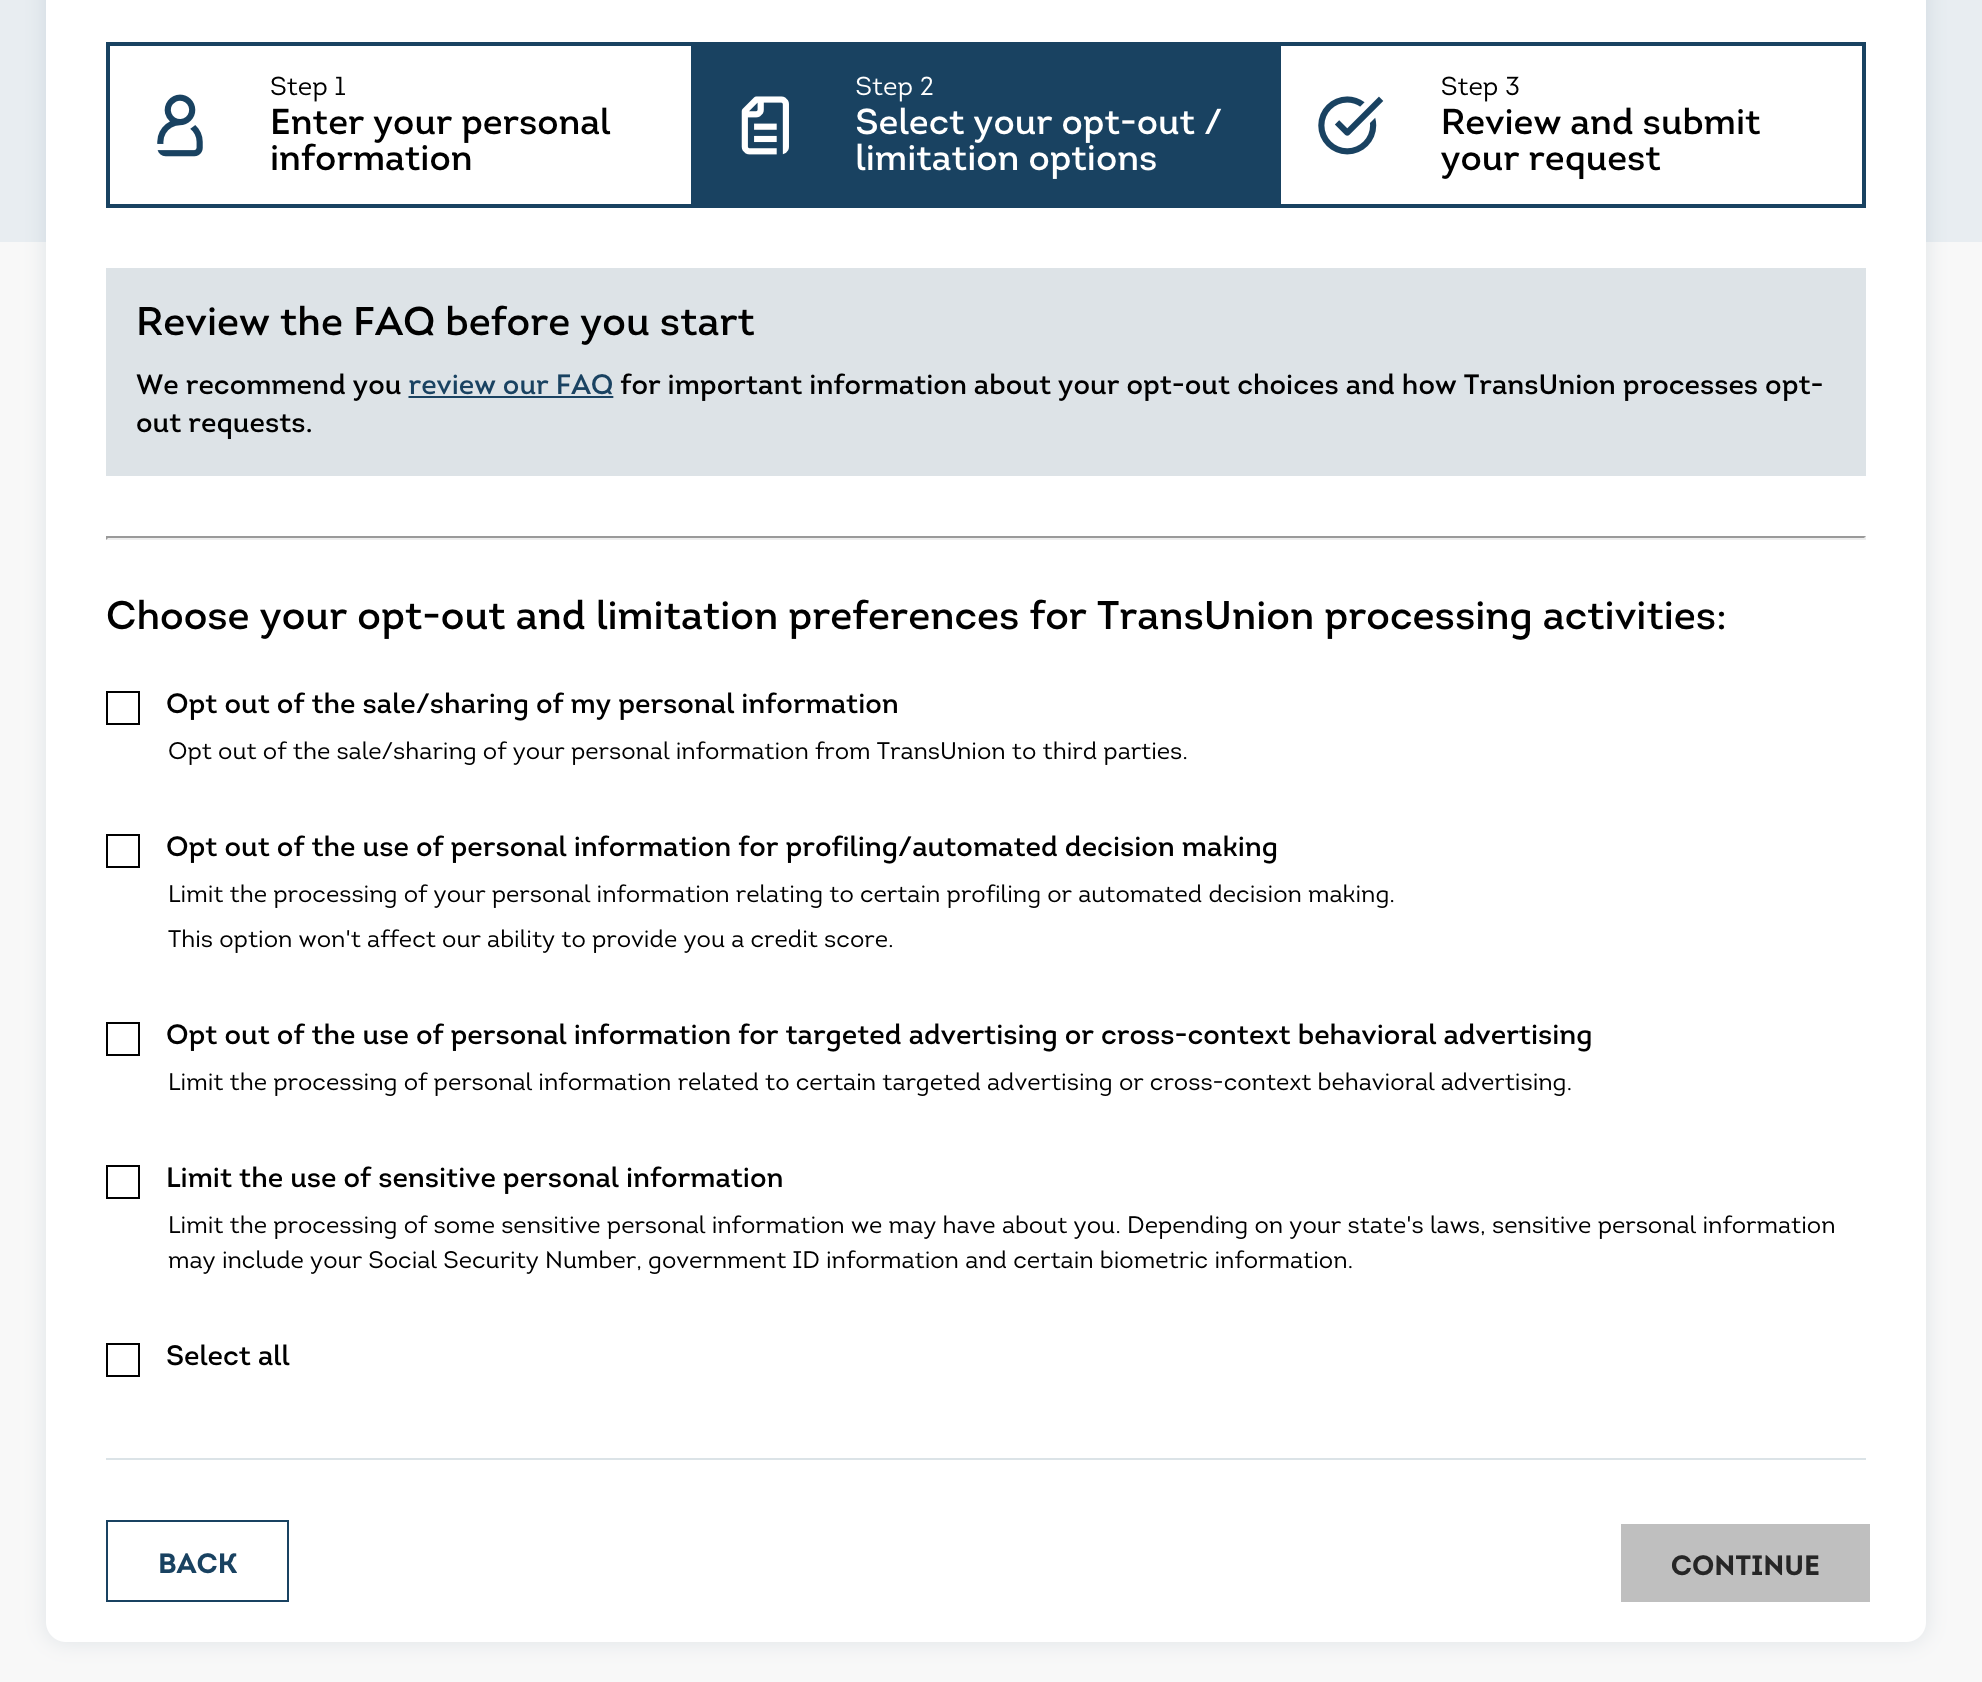 Step 1
Enter your personal
information
Step 2
Select your opt-out /
limitation options
Step 3
Review and submit
your request
Review the FAQ before you start
We recommend you review our FAQ for important information about your opt-out choices and how TransUnion processes opt-
out requests.
Choose your opt-out and limitation preferences for TransUnion processing activities:
Opt out of the sale/sharing of my personal information
Opt out of the sale/sharing of your personal information from TransUnion to third parties.
Opt out of the use of personal information for profiling/automated decision making
Limit the processing of your personal information relating to certain profiling or automated decision making.
This option won't affect our ability to provide you a credit score.
Opt out of the use of personal information for targeted advertising or cross-context behavioral advertising
Limit the processing of personal information related to certain targeted advertising or cross-context behavioral advertising.
Limit the use of sensitive personal information
Limit the processing of some sensitive personal information we may have about you. Depending on your state's laws, sensitive personal information
may include your Social Security Number, government ID information and certain biometric information.
Select all
BACK
CONTINUE